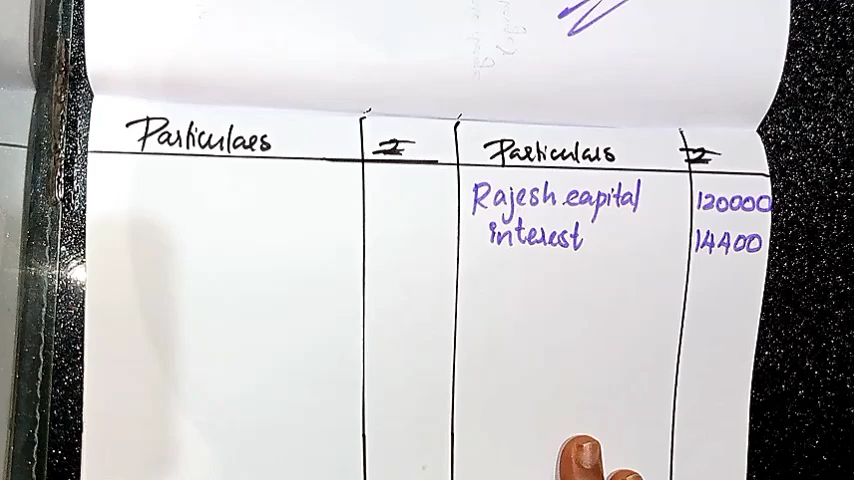 Particulars ₹ Particulars ₹
Rajesh capital 120000
interest 14400